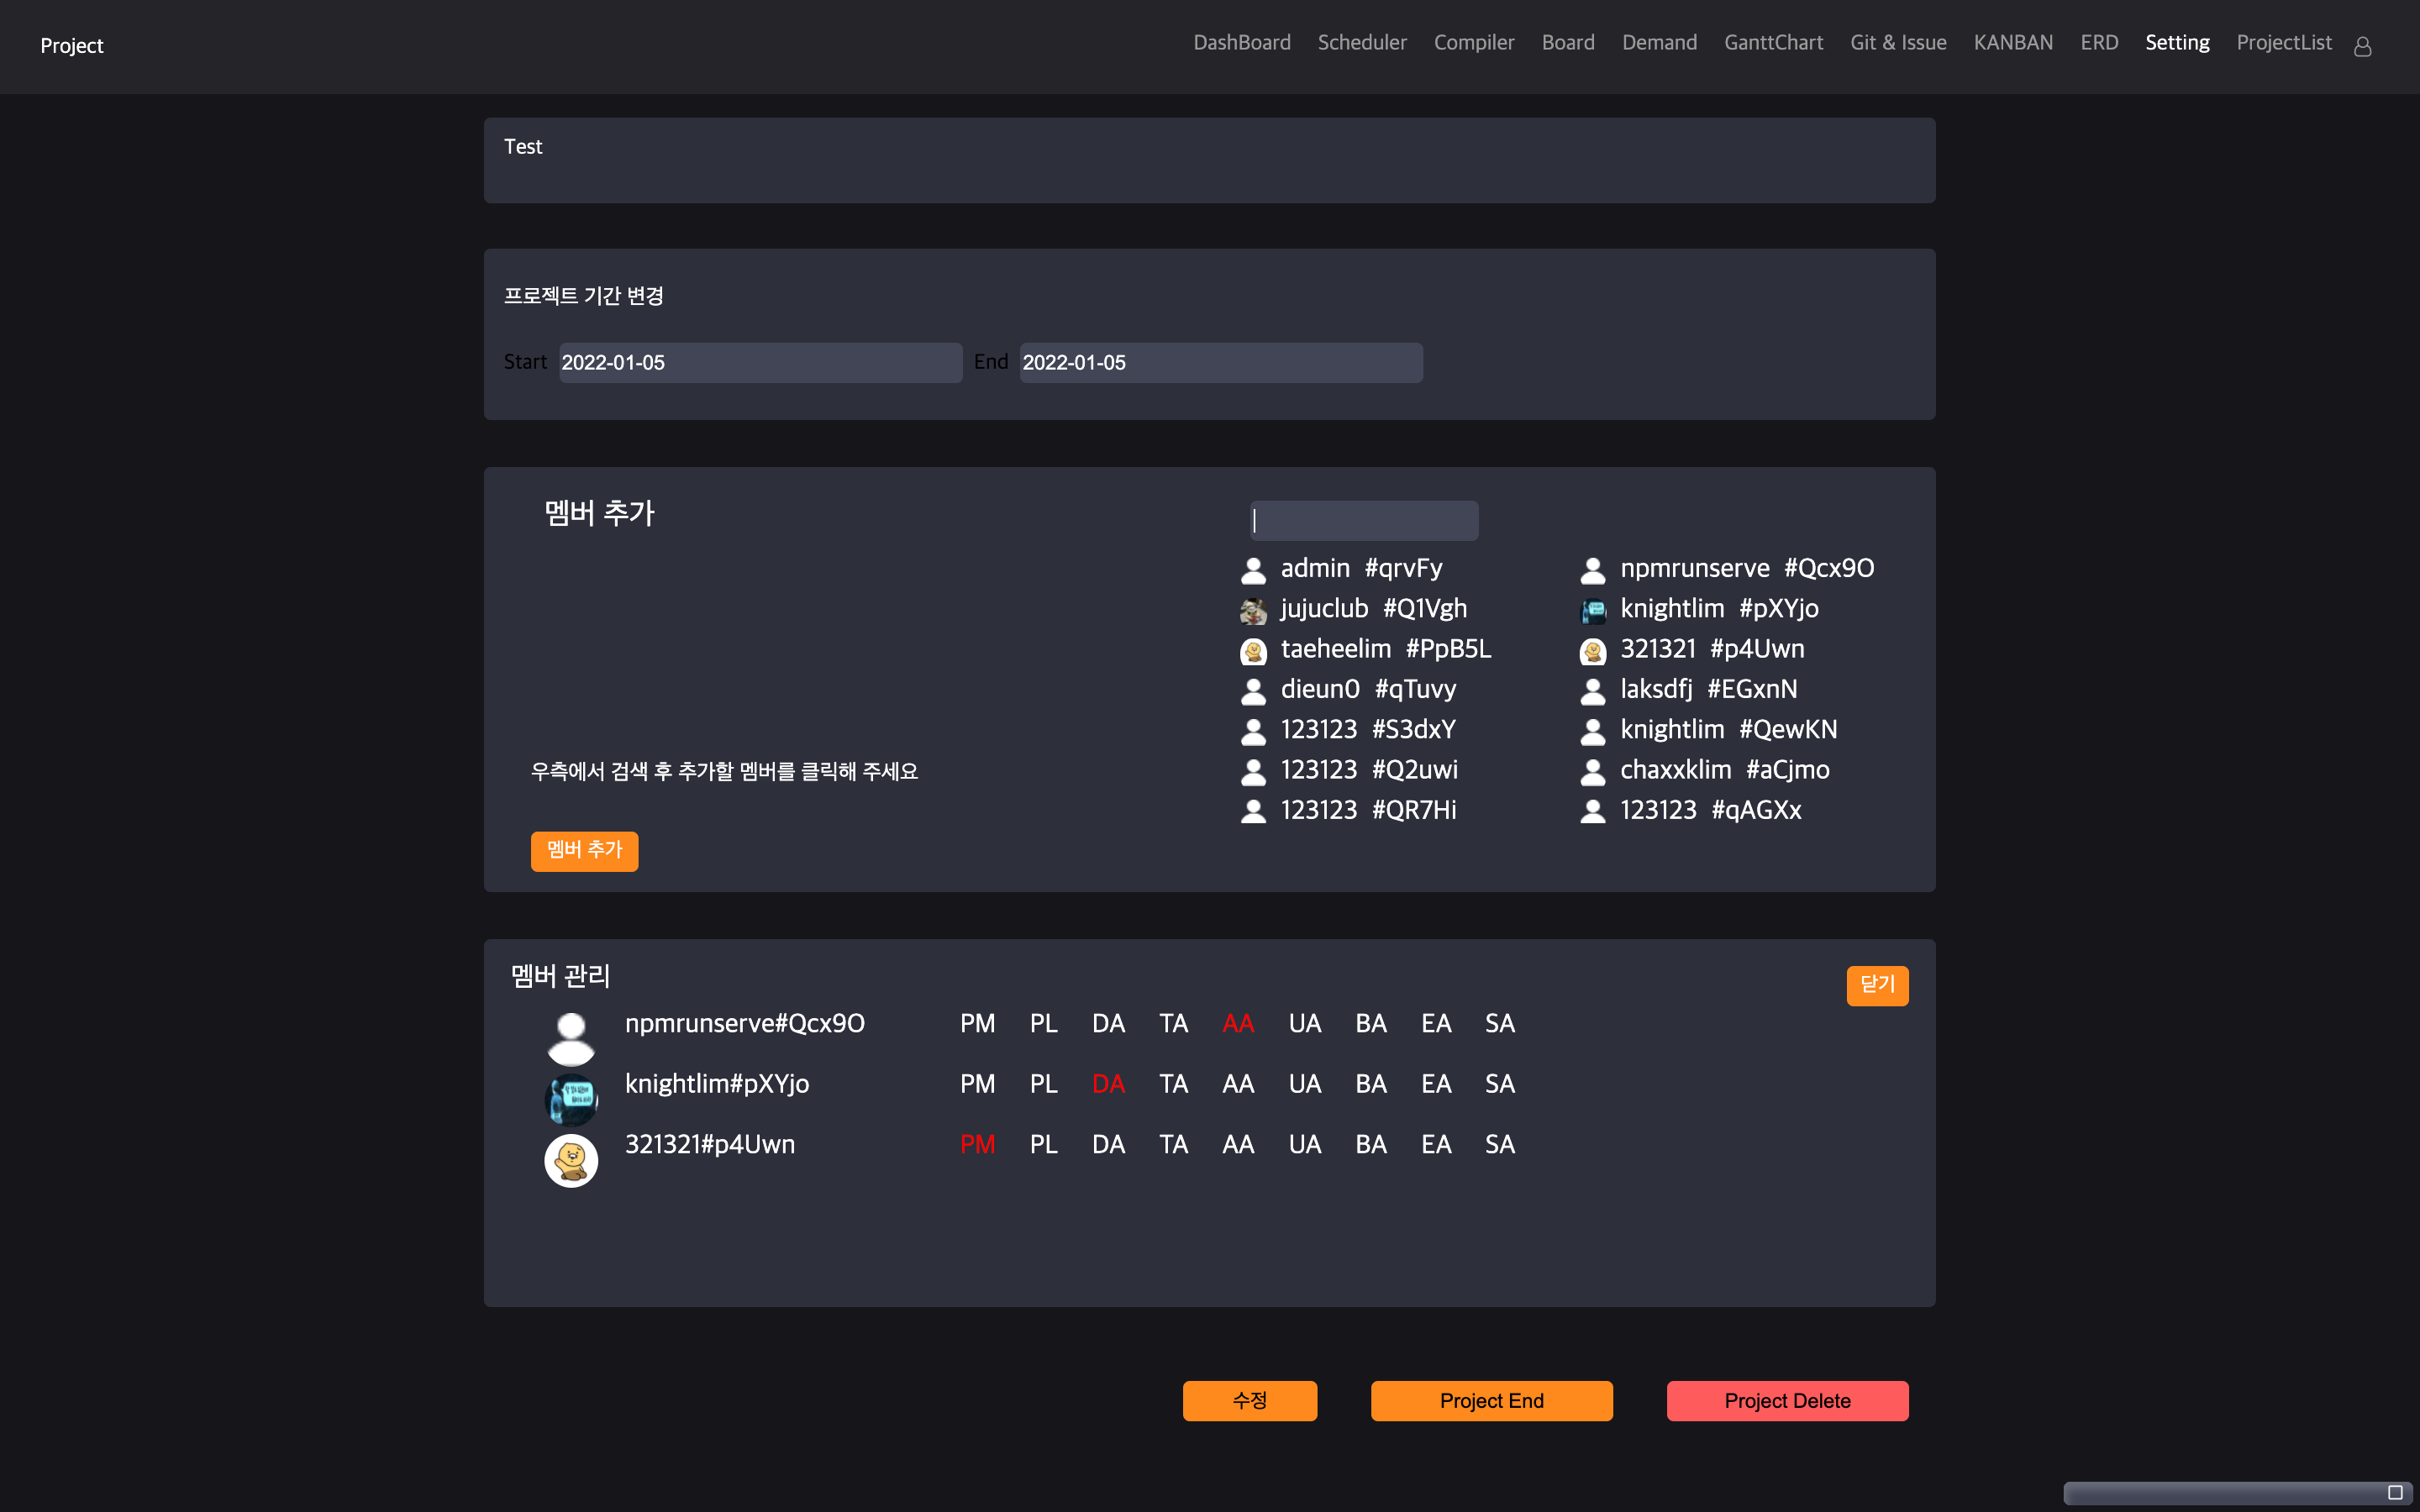 Project DashBoard Scheduler Compiler Board Demand GanttChart Git & Issue KANBAN ERD Setting ProjectList
Test
프로젝트 기간 변경
Start 2022-01-05 End 2022-01-05
멤버 추가
admin #qrvFy npmrunserve #Qcx9O
jujuclub #Q1Vgh knightlim #pXYjo
taeheelim #PpB5L 321321 #p4Uwn
dieun0 #qTuvy laksdfj #EGxnN
123123 #S3dxY knightlim #QewKN
123123 #Q2uwi chaxxklim #aCjmo
123123 #QR7Hi 123123 #qAGXx
우측에서 검색 후 추가할 멤버를 클릭해 주세요
멤버 추가
멤버 관리 닫기
npmrunserve#Qcx9O PM PL DA TA AA UA BA EA SA
knightlim#pXYjo PM PL DA TA AA UA BA EA SA
321321#p4Uwn PM PL DA TA AA UA BA EA SA
수정 Project End Project Delete